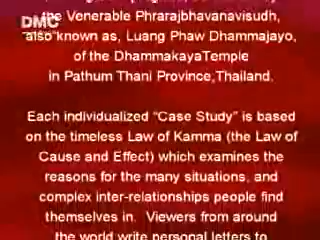 the Venerable Phrarajbhavanavisudh,
DMC
also known as, Luang Phaw Dhammajayo,
of the DhammakayaTemple
in Pathum Thani Province,Thailand.
Each individualized “Case Study” is based
on the timeless Law of Kamma (the Law of
Cause and Effect) which examines the
reasons for the many situations, and
complex inter-relationships people find
themselves in. Viewers from around
the world write personal letters to